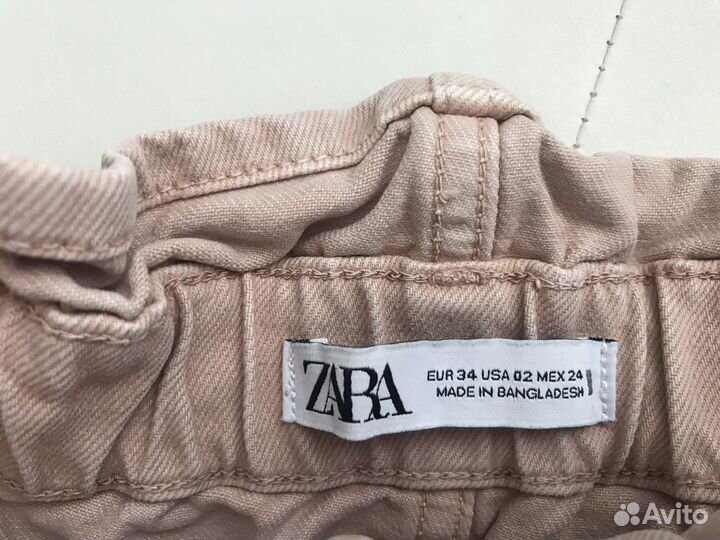 ZARA
EUR 34 USA 02 MEX 24
MADE IN BANGLADESH
Avito